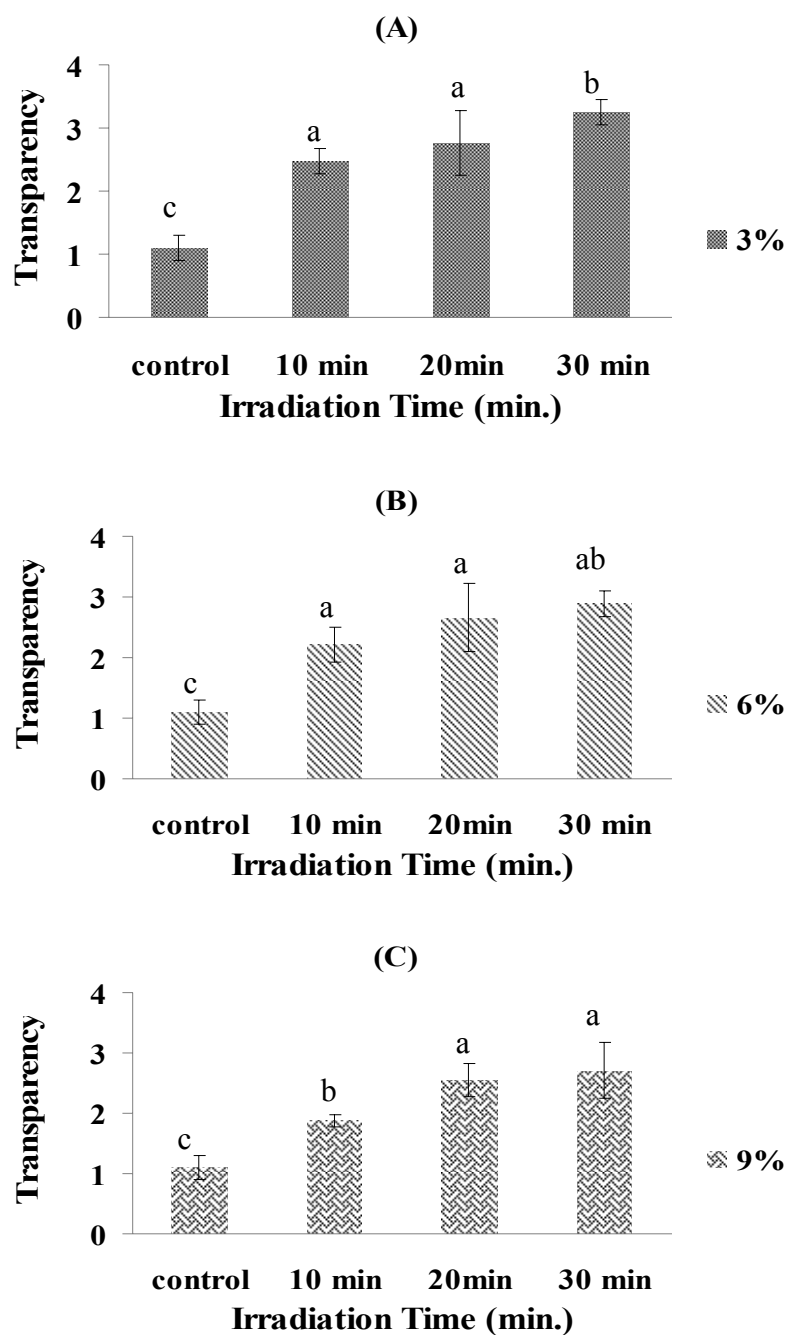 (A)
4
3
2
1
0
Transparency
c
a
a
b
3%
control 10 min 20min 30 min
Irradiation Time (min.)
(B)
4
3
2
1
0
Transparency
c
a
a
ab
6%
control 10 min 20min 30 min
Irradiation Time (min.)
(C)
4
3
2
1
0
Transparency
c
b
a
a
9%
control 10 min 20min 30 min
Irradiation Time (min.)